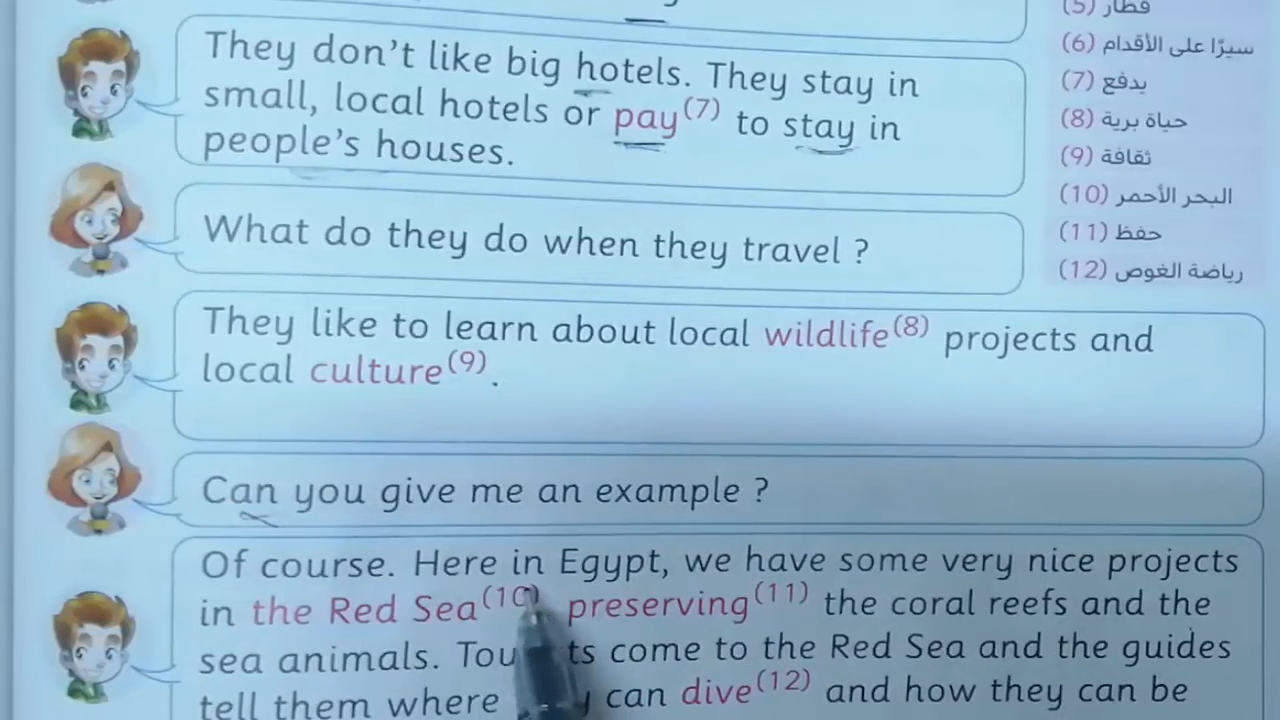 They don't like big hotels. They stay in
small, local hotels or pay(7) to stay in
people's houses.
What do they do when they travel ?
They like to learn about local wildlife(8) projects and
local culture(9).
Can you give me an example ?
Of course. Here in Egypt, we have some very nice projects
in the Red Sea(10) preserving(11) the coral reefs and the
sea animals. come to the Red Sea and the guides
tell them where can dive(12) and how they can be
(5) قطار
(6) سيرًا على الأقدام
(7) يدفع
(8) حياة برية
(9) ثقافة
(10) البحر الأحمر
(11) حفظ
(12) رياضة الغوص